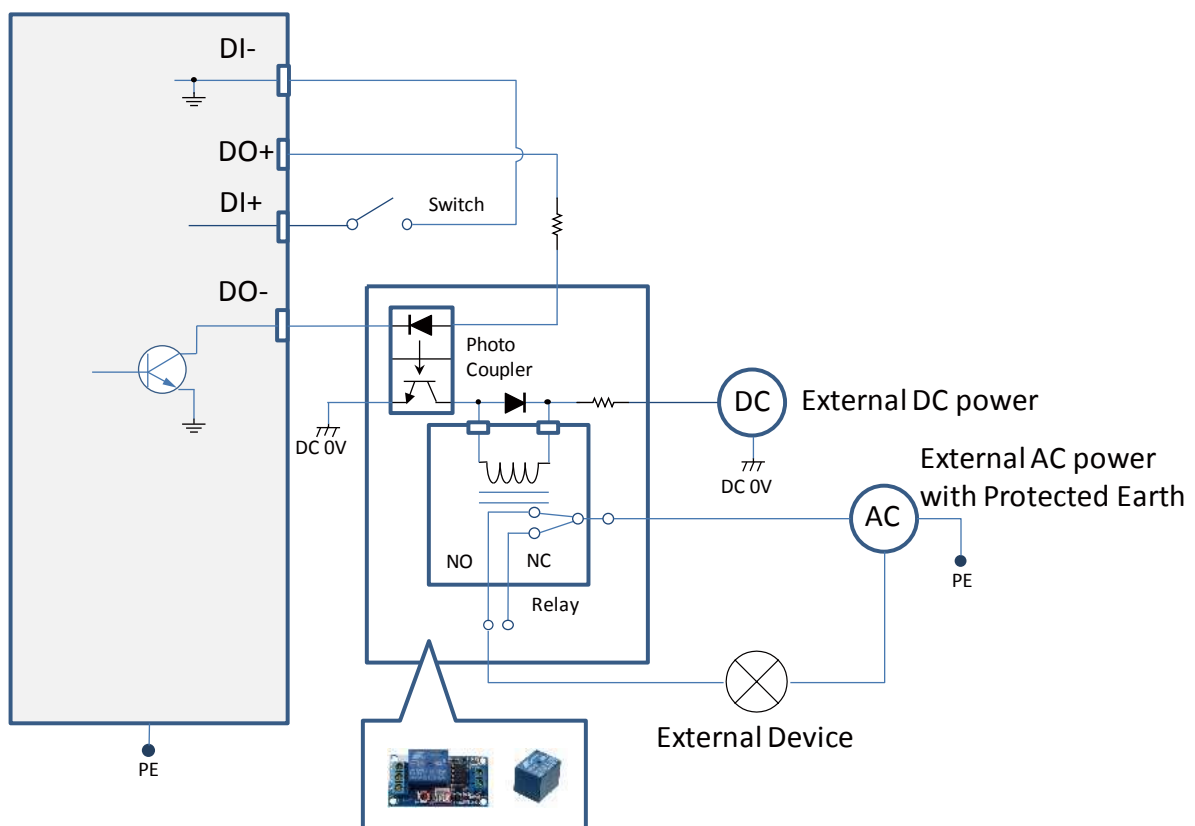 DI-
DO+
DI+
Switch
DO-
Photo
Coupler
DC
External DC power
DC 0V
DC 0V
External AC power
with Protected Earth
AC
NO
NC
PE
Relay
External Device
PE